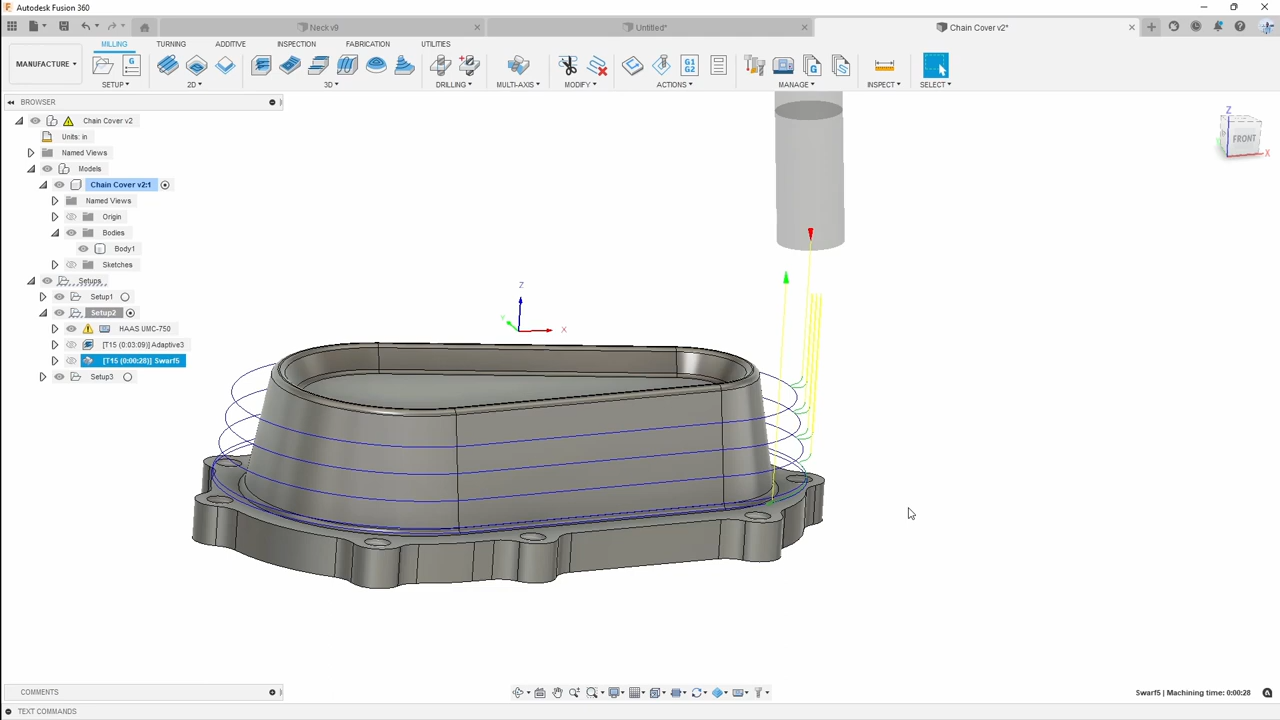 Autodesk Fusion 360
Neck v9
Untitled*
Chain Cover v2*
MILLING TURNING ADDITIVE INSPECTION FABRICATION UTILITIES
MANUFACTURE
G1
G2
SETUP 2D 3D DRILLING MULTI-AXIS MODIFY ACTIONS MANAGE INSPECT SELECT
BROWSER
Chain Cover v2
Units: in
Named Views
Models
Chain Cover v2:1
Named Views
Origin
Bodies
Body1
Sketches
Setups
Setup1
Setup2
HAAS UMC-750
[T15 (0:03:09)] Adaptive3
[T15 (0:00:28)] Swarf5
Setup3
Z
FRONT
X
Z
Y
X
COMMENTS
Swarf5 | Machining time: 0:00:28
TEXT COMMANDS